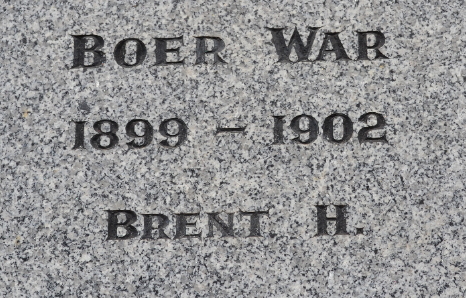 BOER WAR
1899 – 1902
BRENT H.